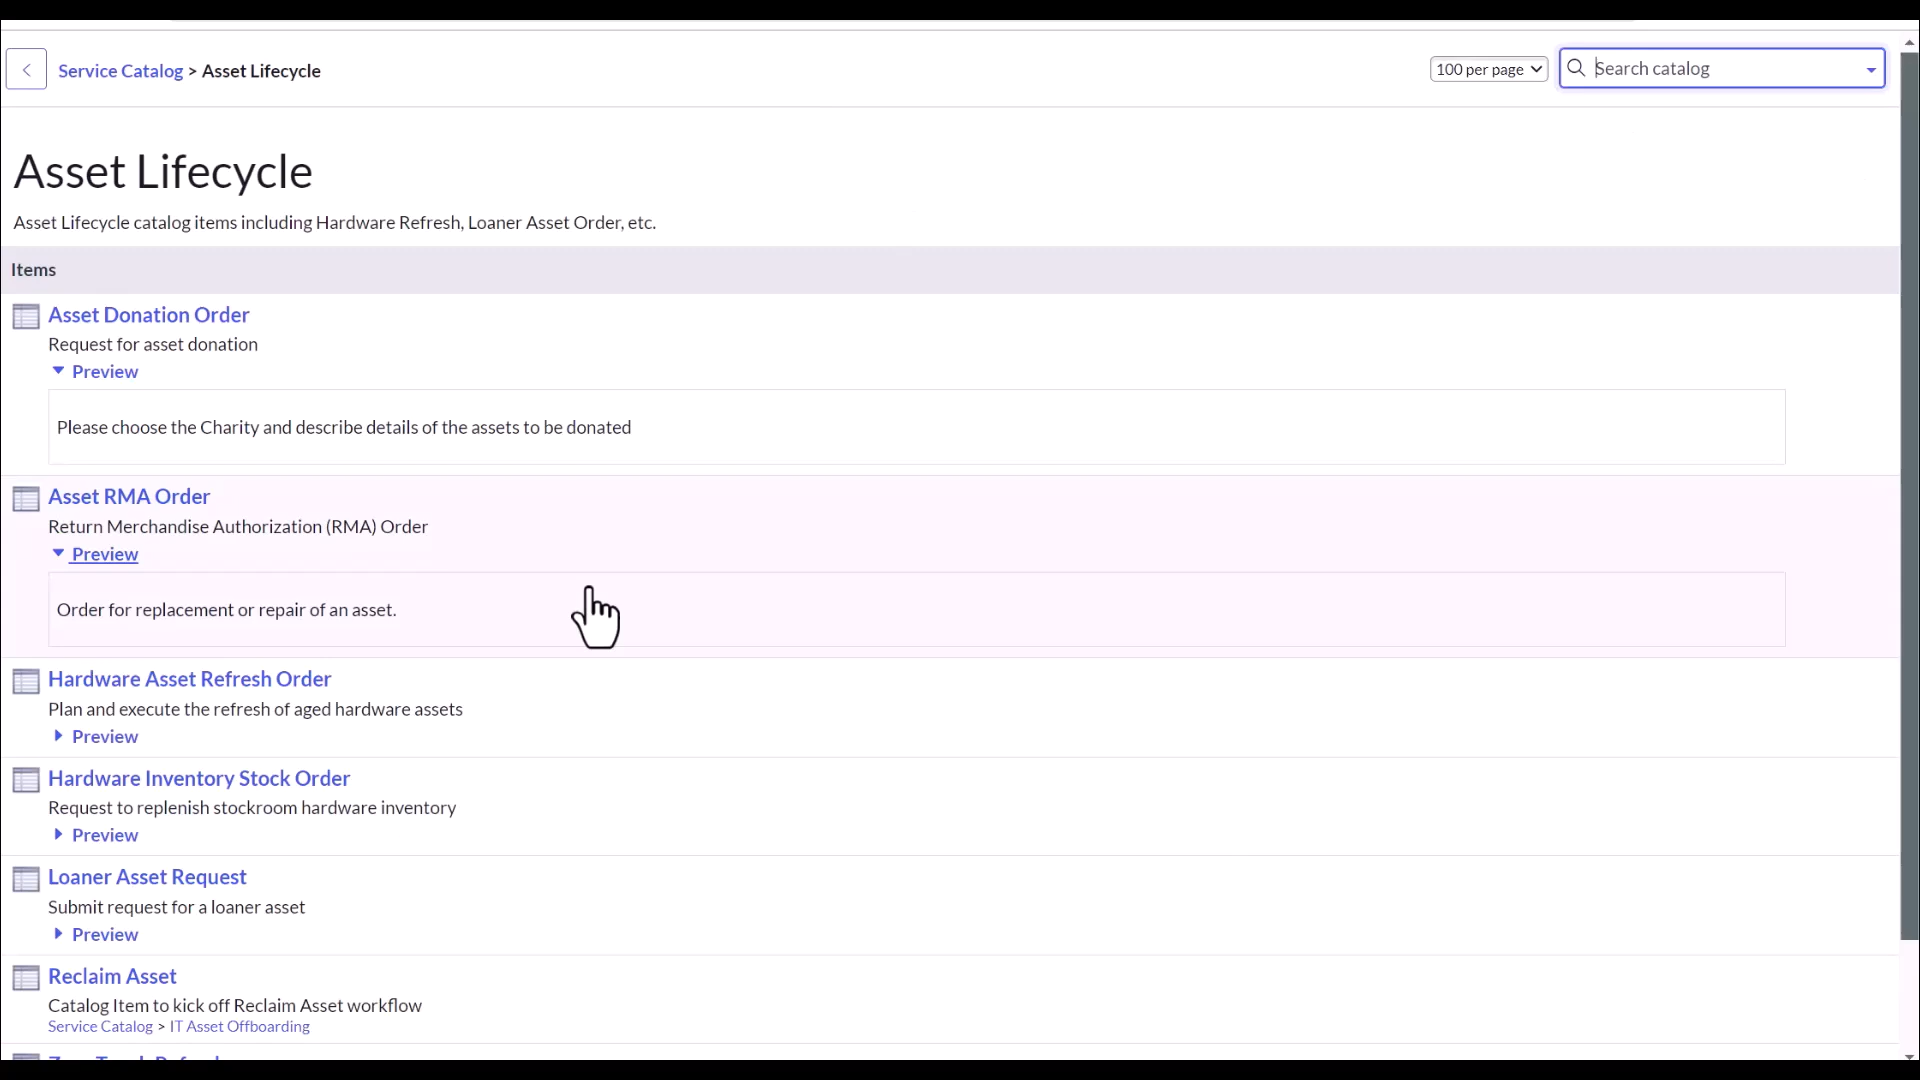 Service Catalog > Asset Lifecycle
100 per page
Search catalog
Asset Lifecycle
Asset Lifecycle catalog items including Hardware Refresh, Loaner Asset Order, etc.
Items
Asset Donation Order
Request for asset donation
Preview
Please choose the Charity and describe details of the assets to be donated
Asset RMA Order
Return Merchandise Authorization (RMA) Order
Preview
Order for replacement or repair of an asset.
Hardware Asset Refresh Order
Plan and execute the refresh of aged hardware assets
Preview
Hardware Inventory Stock Order
Request to replenish stockroom hardware inventory
Preview
Loaner Asset Request
Submit request for a loaner asset
Preview
Reclaim Asset
Catalog Item to kick off Reclaim Asset workflow
Service Catalog > IT Asset Offboarding